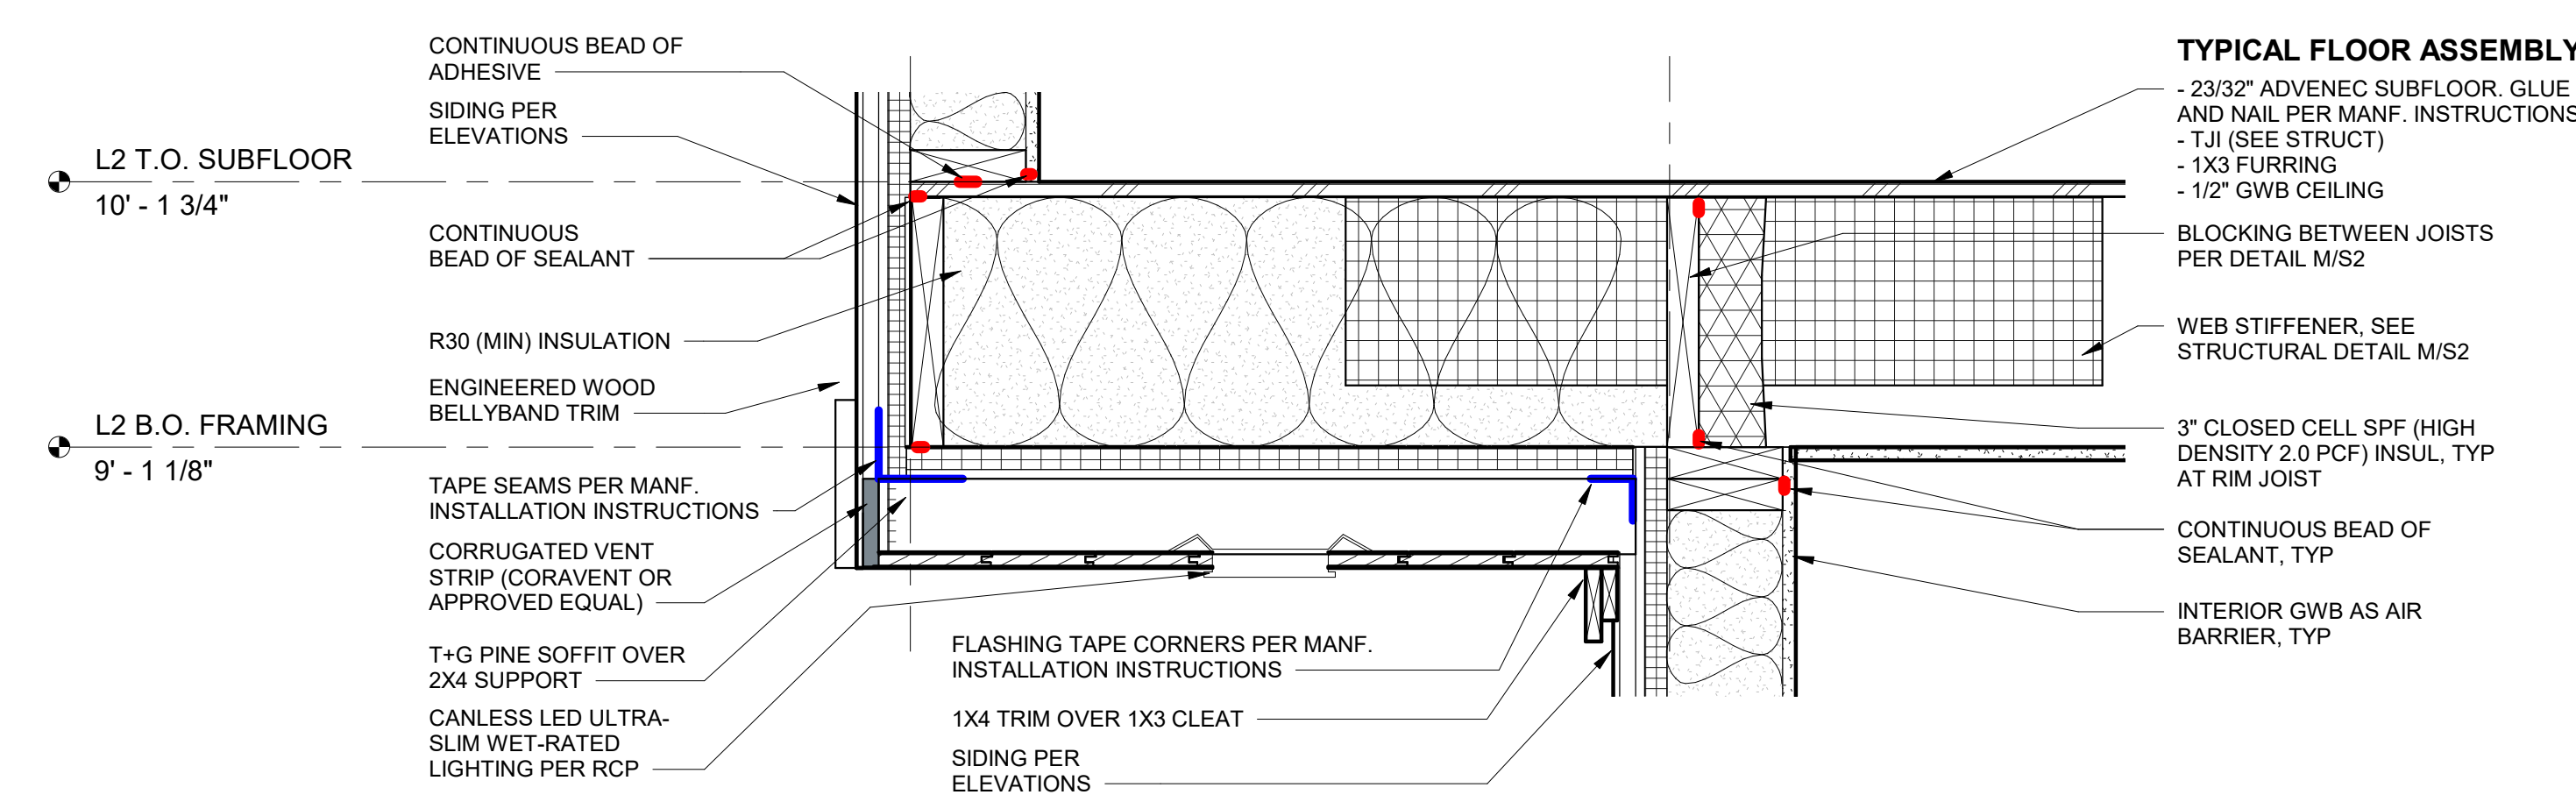 CONTINUOUS BEAD OF
ADHESIVE
SIDING PER
ELEVATIONS
L2 T.O. SUBFLOOR
10' - 1 3/4"
CONTINUOUS
BEAD OF SEALANT
R30 (MIN) INSULATION
ENGINEERED WOOD
BELLYBAND TRIM
L2 B.O. FRAMING
9' - 1 1/8"
TAPE SEAMS PER MANF.
INSTALLATION INSTRUCTIONS
CORRUGATED VENT
STRIP (CORAVENT OR
APPROVED EQUAL)
T+G PINE SOFFIT OVER
2X4 SUPPORT
CANLESS LED ULTRA-
SLIM WET-RATED
LIGHTING PER RCP
FLASHING TAPE CORNERS PER MANF.
INSTALLATION INSTRUCTIONS
1X4 TRIM OVER 1X3 CLEAT
SIDING PER
ELEVATIONS
TYPICAL FLOOR ASSEMBLY
- 23/32" ADVENEC SUBFLOOR. GLUE
AND NAIL PER MANF. INSTRUCTIONS
- TJI (SEE STRUCT)
- 1X3 FURRING
- 1/2" GWB CEILING
BLOCKING BETWEEN JOISTS
PER DETAIL M/S2
WEB STIFFENER, SEE
STRUCTURAL DETAIL M/S2
3" CLOSED CELL SPF (HIGH
DENSITY 2.0 PCF) INSUL, TYP
AT RIM JOIST
CONTINUOUS BEAD OF
SEALANT, TYP
INTERIOR GWB AS AIR
BARRIER, TYP